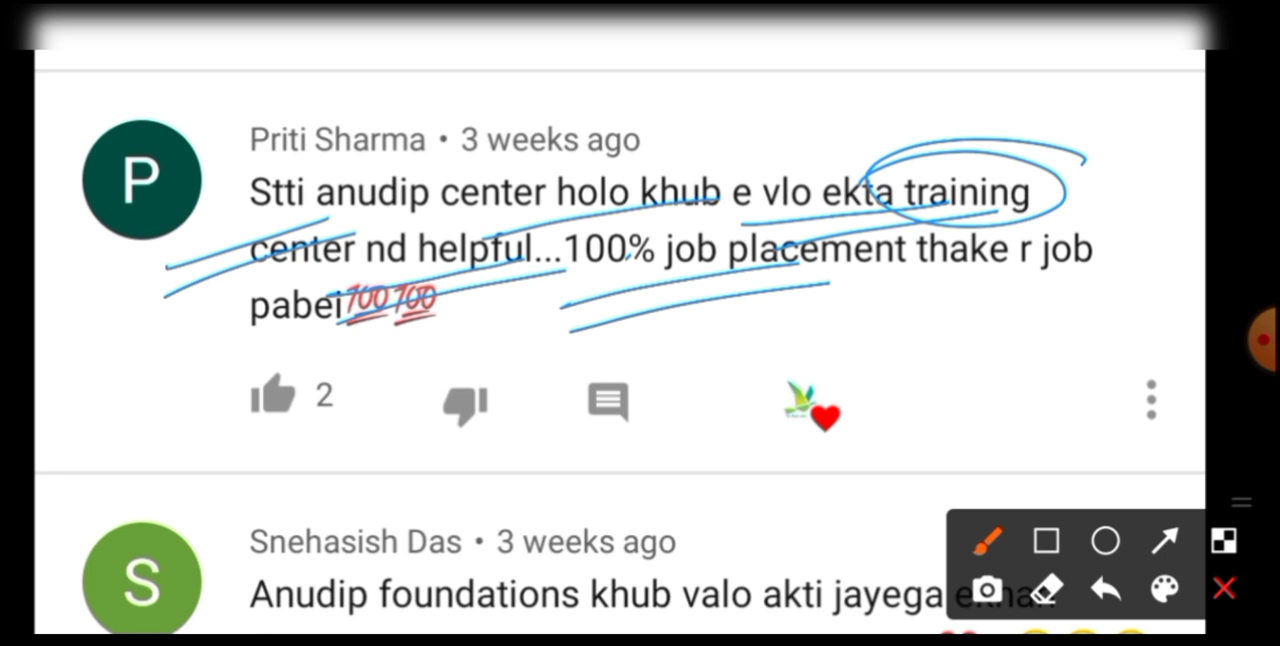 P
Priti Sharma • 3 weeks ago
Stti anudip center holo khub e vlo ekta training
center nd helpful...100% job placement thake r job
pabei💯💯
2
S
Snehasish Das • 3 weeks ago
Anudip foundations khub valo akti jayega